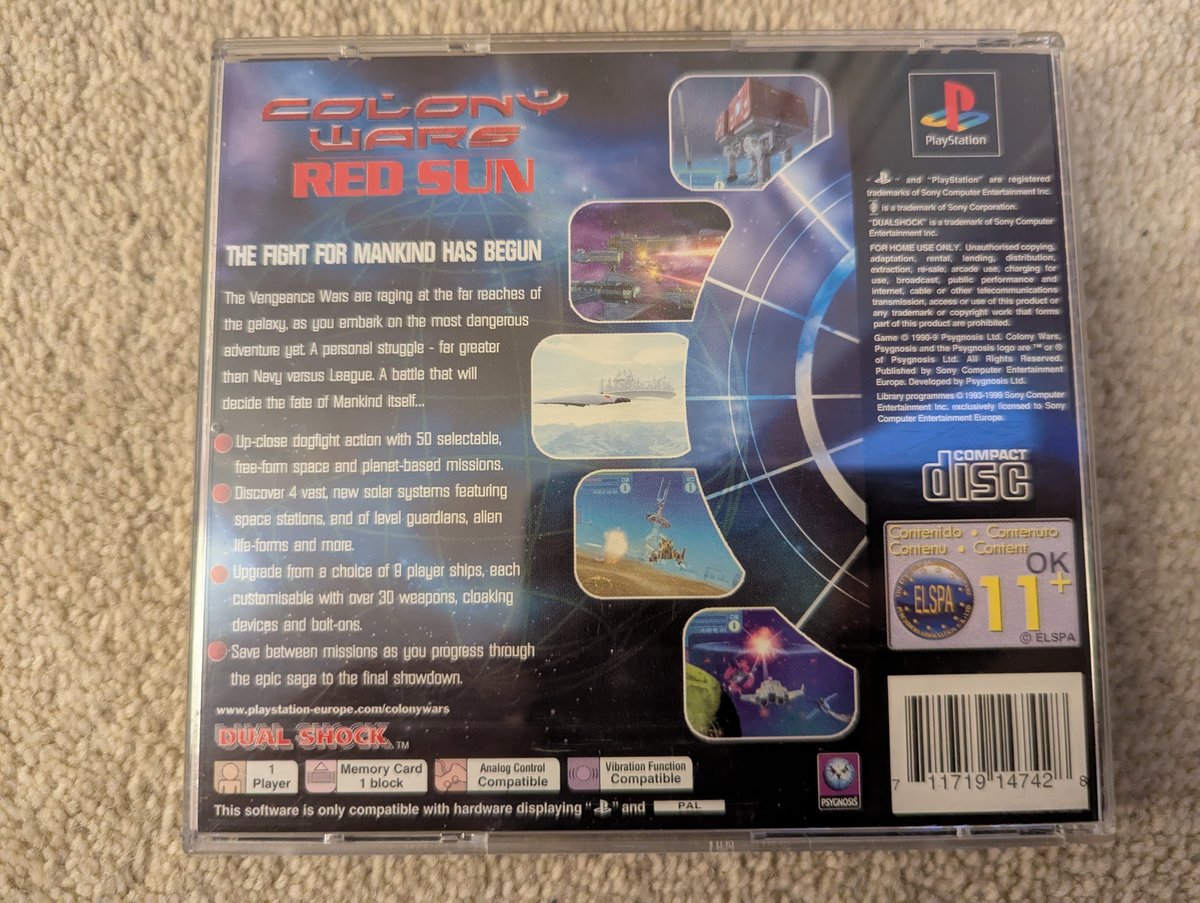 COLONY
WARS™
RED SUN
THE FIGHT FOR MANKIND HAS BEGUN
The Vengeance Wars are raging at the far reaches of
the galaxy, as you embark on the most dangerous
adventure yet. A personal struggle - far greater
than Navy versus League. A battle that will
decide the fate of Mankind itself...
Up-close dogfight action with 50 selectable,
free-form space and planet-based missions.
Discover 4 vast, new solar systems featuring
space stations, end of level guardians, alien
life-forms and more.
Upgrade from a choice of 8 player ships, each
customisable with over 30 weapons, cloaking
devices and bolt-ons.
Save between missions as you progress through
the epic saga to the final showdown.
www.playstation-europe.com/colonywars
DUAL SHOCK™
1
Player
Memory Card
1 block
Analog Control
Compatible
Vibration Function
Compatible
This software is only compatible with hardware displaying " " and PAL
PSYGNOSIS
PlayStation
" " and "PlayStation" are registered
trademarks of Sony Computer Entertainment Inc.
is a trademark of Sony Corporation.
"DUALSHOCK" is a trademark of Sony Computer
Entertainment Inc.
FOR HOME USE ONLY. Unauthorised copying,
adaptation, rental, lending, distribution,
extraction, re-sale, arcade use, charging for
use, broadcast, public performance and
internet, cable or other telecommunications
transmission, access or use of this product or
any trademark or copyright work that forms
part of this product are prohibited.
Game © 1990-9 Psygnosis Ltd. Colony Wars,
Psygnosis and the Psygnosis logo are ™ or ®
of Psygnosis Ltd. All Rights Reserved.
Published by Sony Computer Entertainment
Europe. Developed by Psygnosis Ltd.
Library programmes © 1993-1999 Sony Computer
Entertainment Inc. exclusively licensed to Sony
Computer Entertainment Europe.
COMPACT
disc
Contenido • Contenuto
Contenu • Content
OK
ELSPA
11+
© ELSPA
7 11719 14742 8